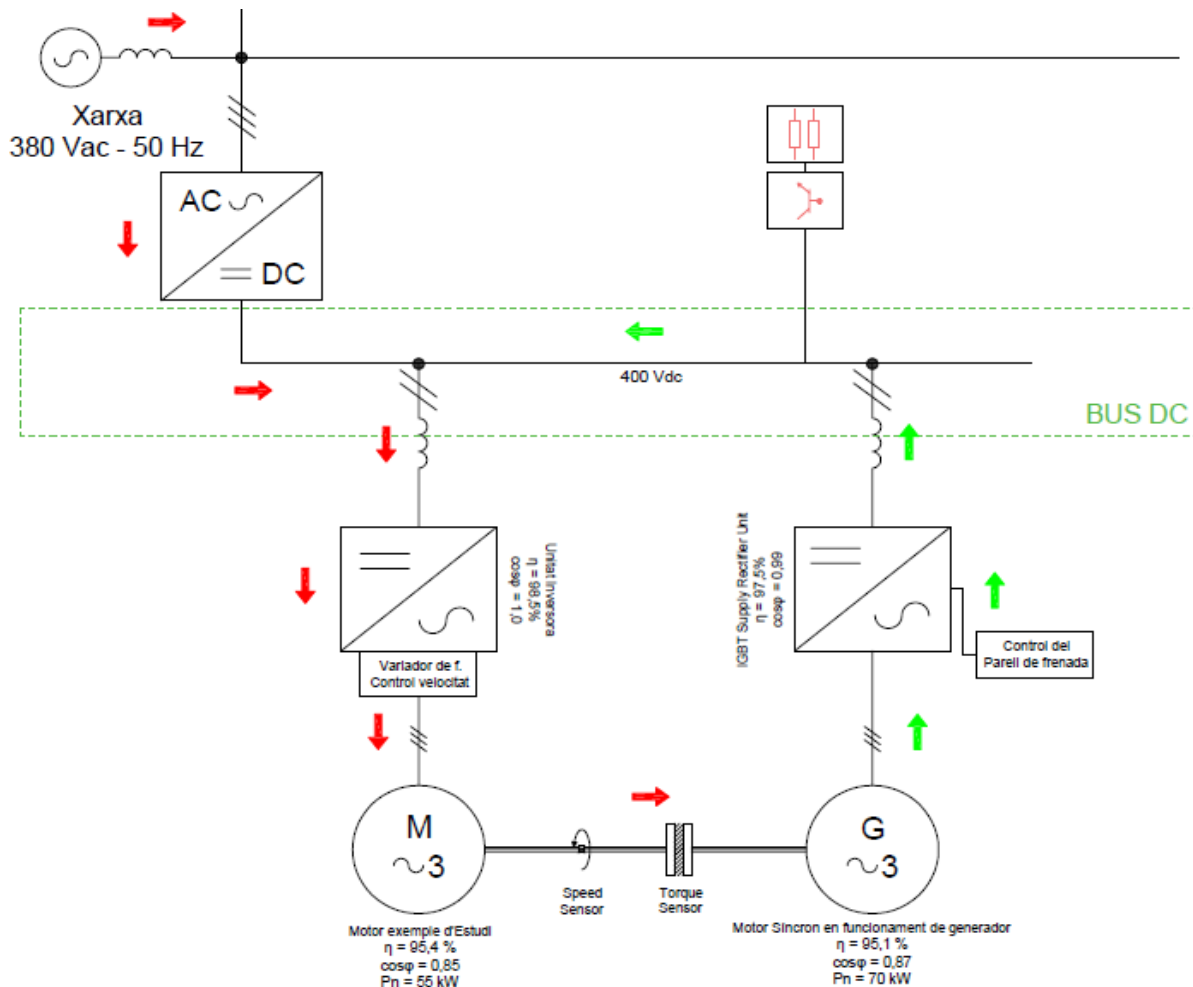 Xarxa
380 Vac - 50 Hz
AC
DC
400 Vdc
BUS DC
Unitat Inversora
η = 98,5%
cosφ = 1,0
Variador de f.
Control velocitat
IGBT Supply Rectifier Unit
η = 97,5%
cosφ = 0,99
Control del
Parell de frenada
M
3
G
3
Speed
Sensor
Torque
Sensor
Motor exemple d'Estudi
η = 95,4 %
cosφ = 0,85
Pn = 55 kW
Motor Síncron en funcionament de generador
η = 95,1 %
cosφ = 0,87
Pn = 70 kW